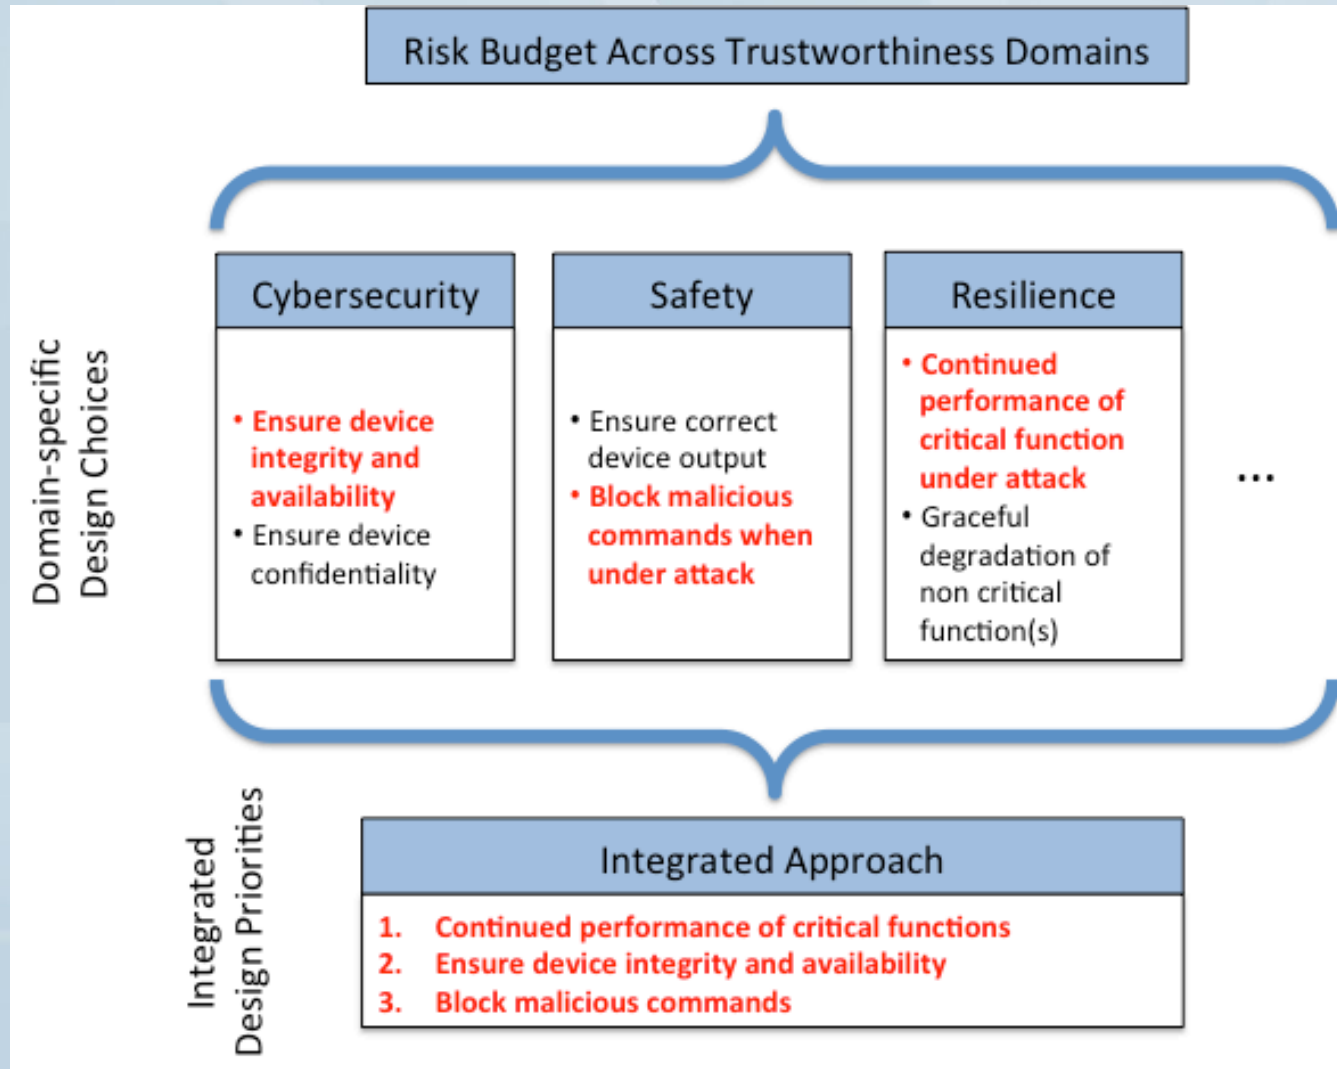 Risk Budget Across Trustworthiness Domains
Domain-specific
Design Choices
Cybersecurity
• Ensure device
integrity and
availability
• Ensure device
confidentiality
Safety
• Ensure correct
device output
• Block malicious
commands when
under attack
Resilience
• Continued
performance of
critical function
under attack
• Graceful
degradation of
non critical
function(s)
...
Integrated
Design Priorities
Integrated Approach
1. Continued performance of critical functions
2. Ensure device integrity and availability
3. Block malicious commands